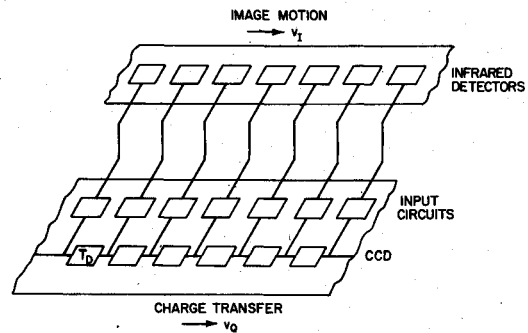 IMAGE MOTION
v_I
INFRARED
DETECTORS
INPUT
CIRCUITS
T_D
CCD
CHARGE TRANSFER
v_Q